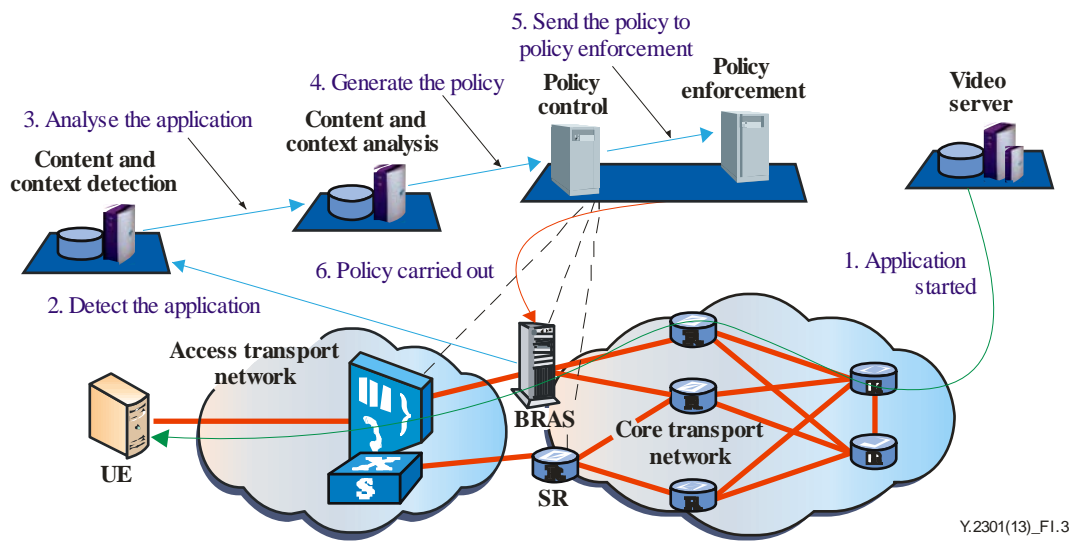 5. Send the policy to
policy enforcement
4. Generate the policy
Policy
control
Policy
enforcement
Video
server
3. Analyse the application
Content and
context analysis
Content and
context detection
1. Application
started
6. Policy carried out
2. Detect the application
Access transport
network
BRAS
Core transport
network
UE
SR
R
R
R
R
R
R
X
S
Y.2301(13)_FI.3